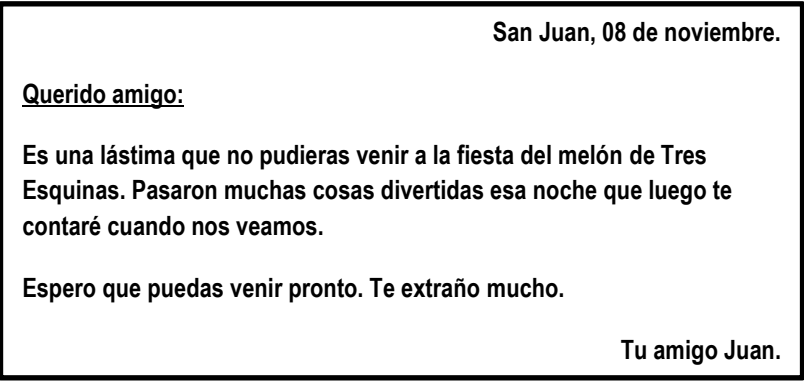 San Juan, 08 de noviembre.
Querido amigo:
Es una lástima que no pudieras venir a la fiesta del melón de Tres
Esquinas. Pasaron muchas cosas divertidas esa noche que luego te
contaré cuando nos veamos.
Espero que puedas venir pronto. Te extraño mucho.
Tu amigo Juan.